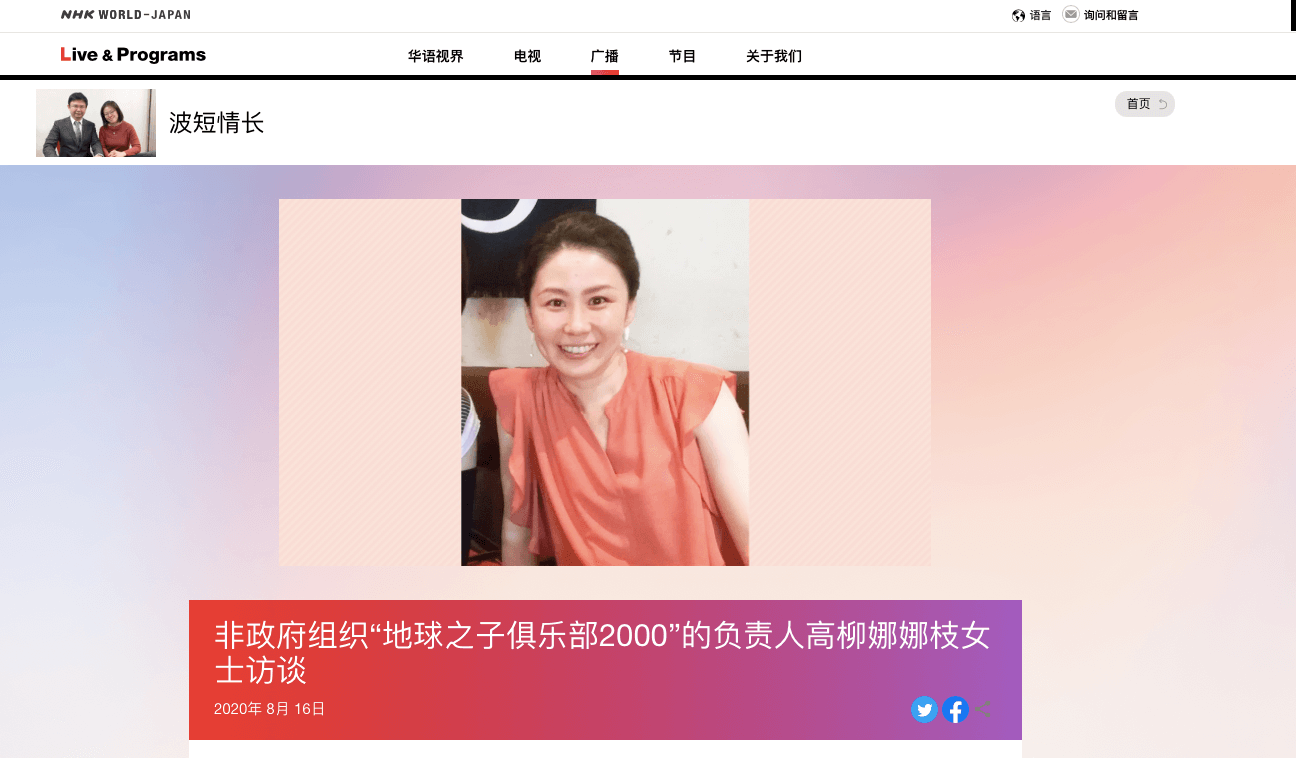 NHK WORLD-JAPAN
语言
询问和留言
Live & Programs
华语视界
电视
广播
节目
关于我们
波短情长
首页
非政府组织“地球之子俱乐部2000”的负责人高柳娜娜枝女
士访谈
2020年 8月 16日